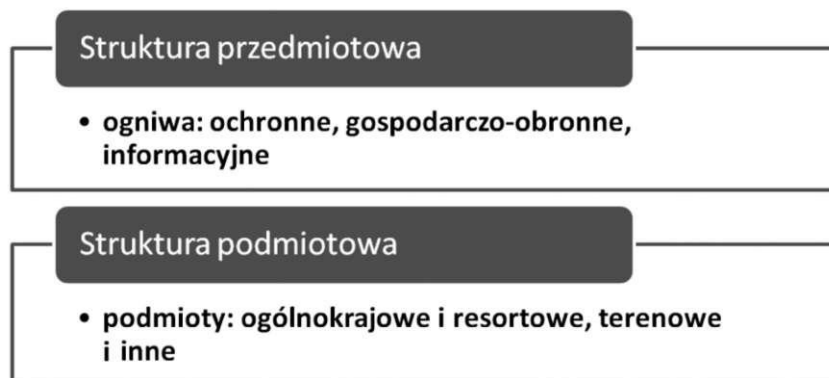 Struktura przedmiotowa
• ogniwa: ochronne, gospodarczo-obronne,
informacyjne
Struktura podmiotowa
• podmioty: ogólnokrajowe i resortowe, terenowe
i inne